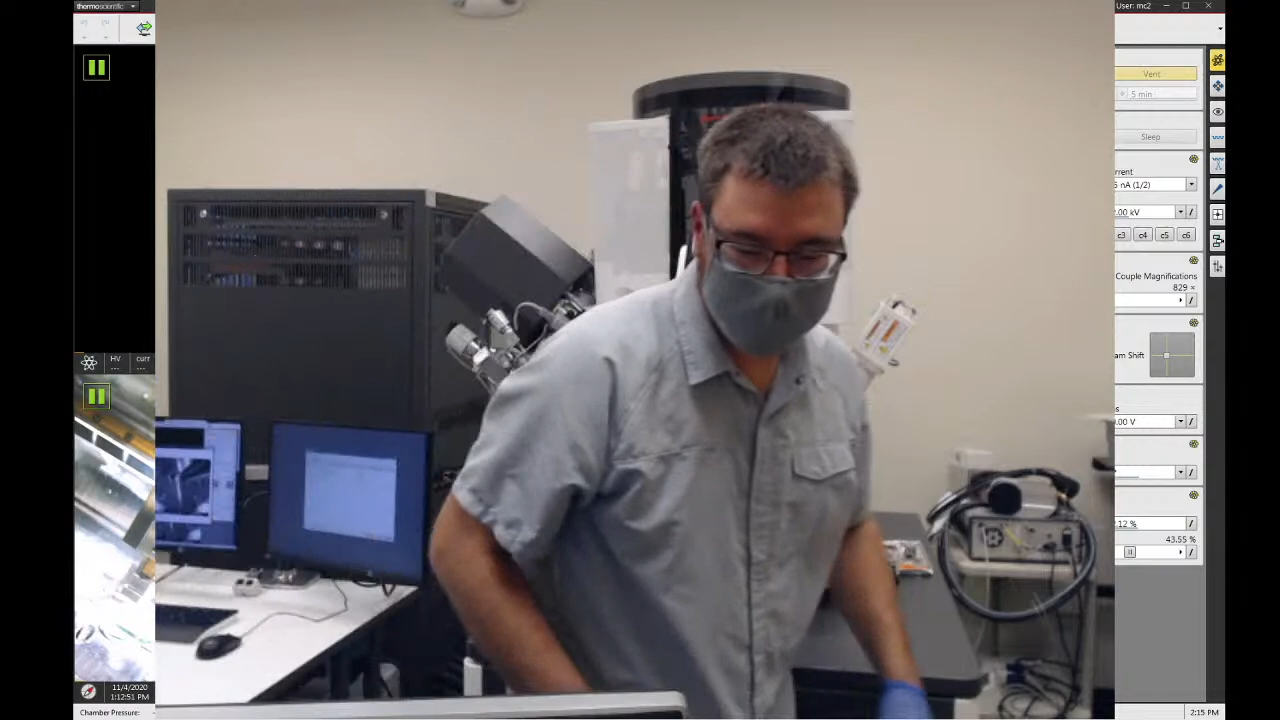 thermoscientific
User: mc2
Vent
5 min
Sleep
urrent
nA (1/2)
.00 kV
c3 c4 c5 c6
Couple Magnifications
829 ×
am Shift
.00 V
.12 %
43.55 %
HV curr
--- ---
11/4/2020
1:12:51 PM
Chamber Pressure:
2:15 PM